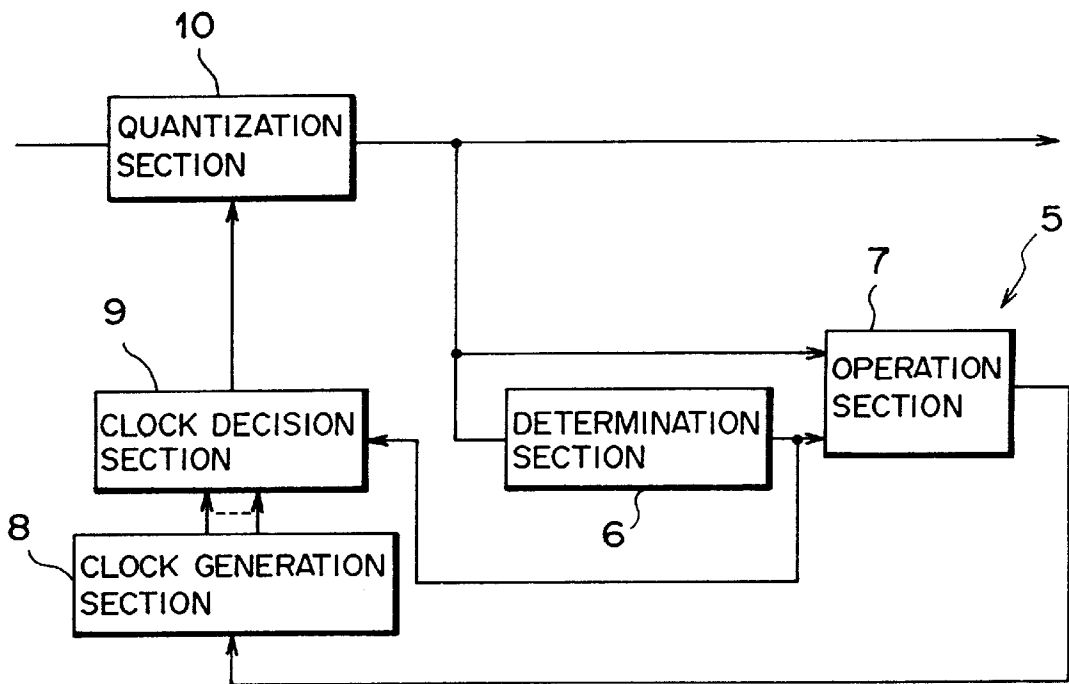 10
QUANTIZATION
SECTION
5
7
9
OPERATION
SECTION
CLOCK DECISION
SECTION
DETERMINATION
SECTION
6
8
CLOCK GENERATION
SECTION